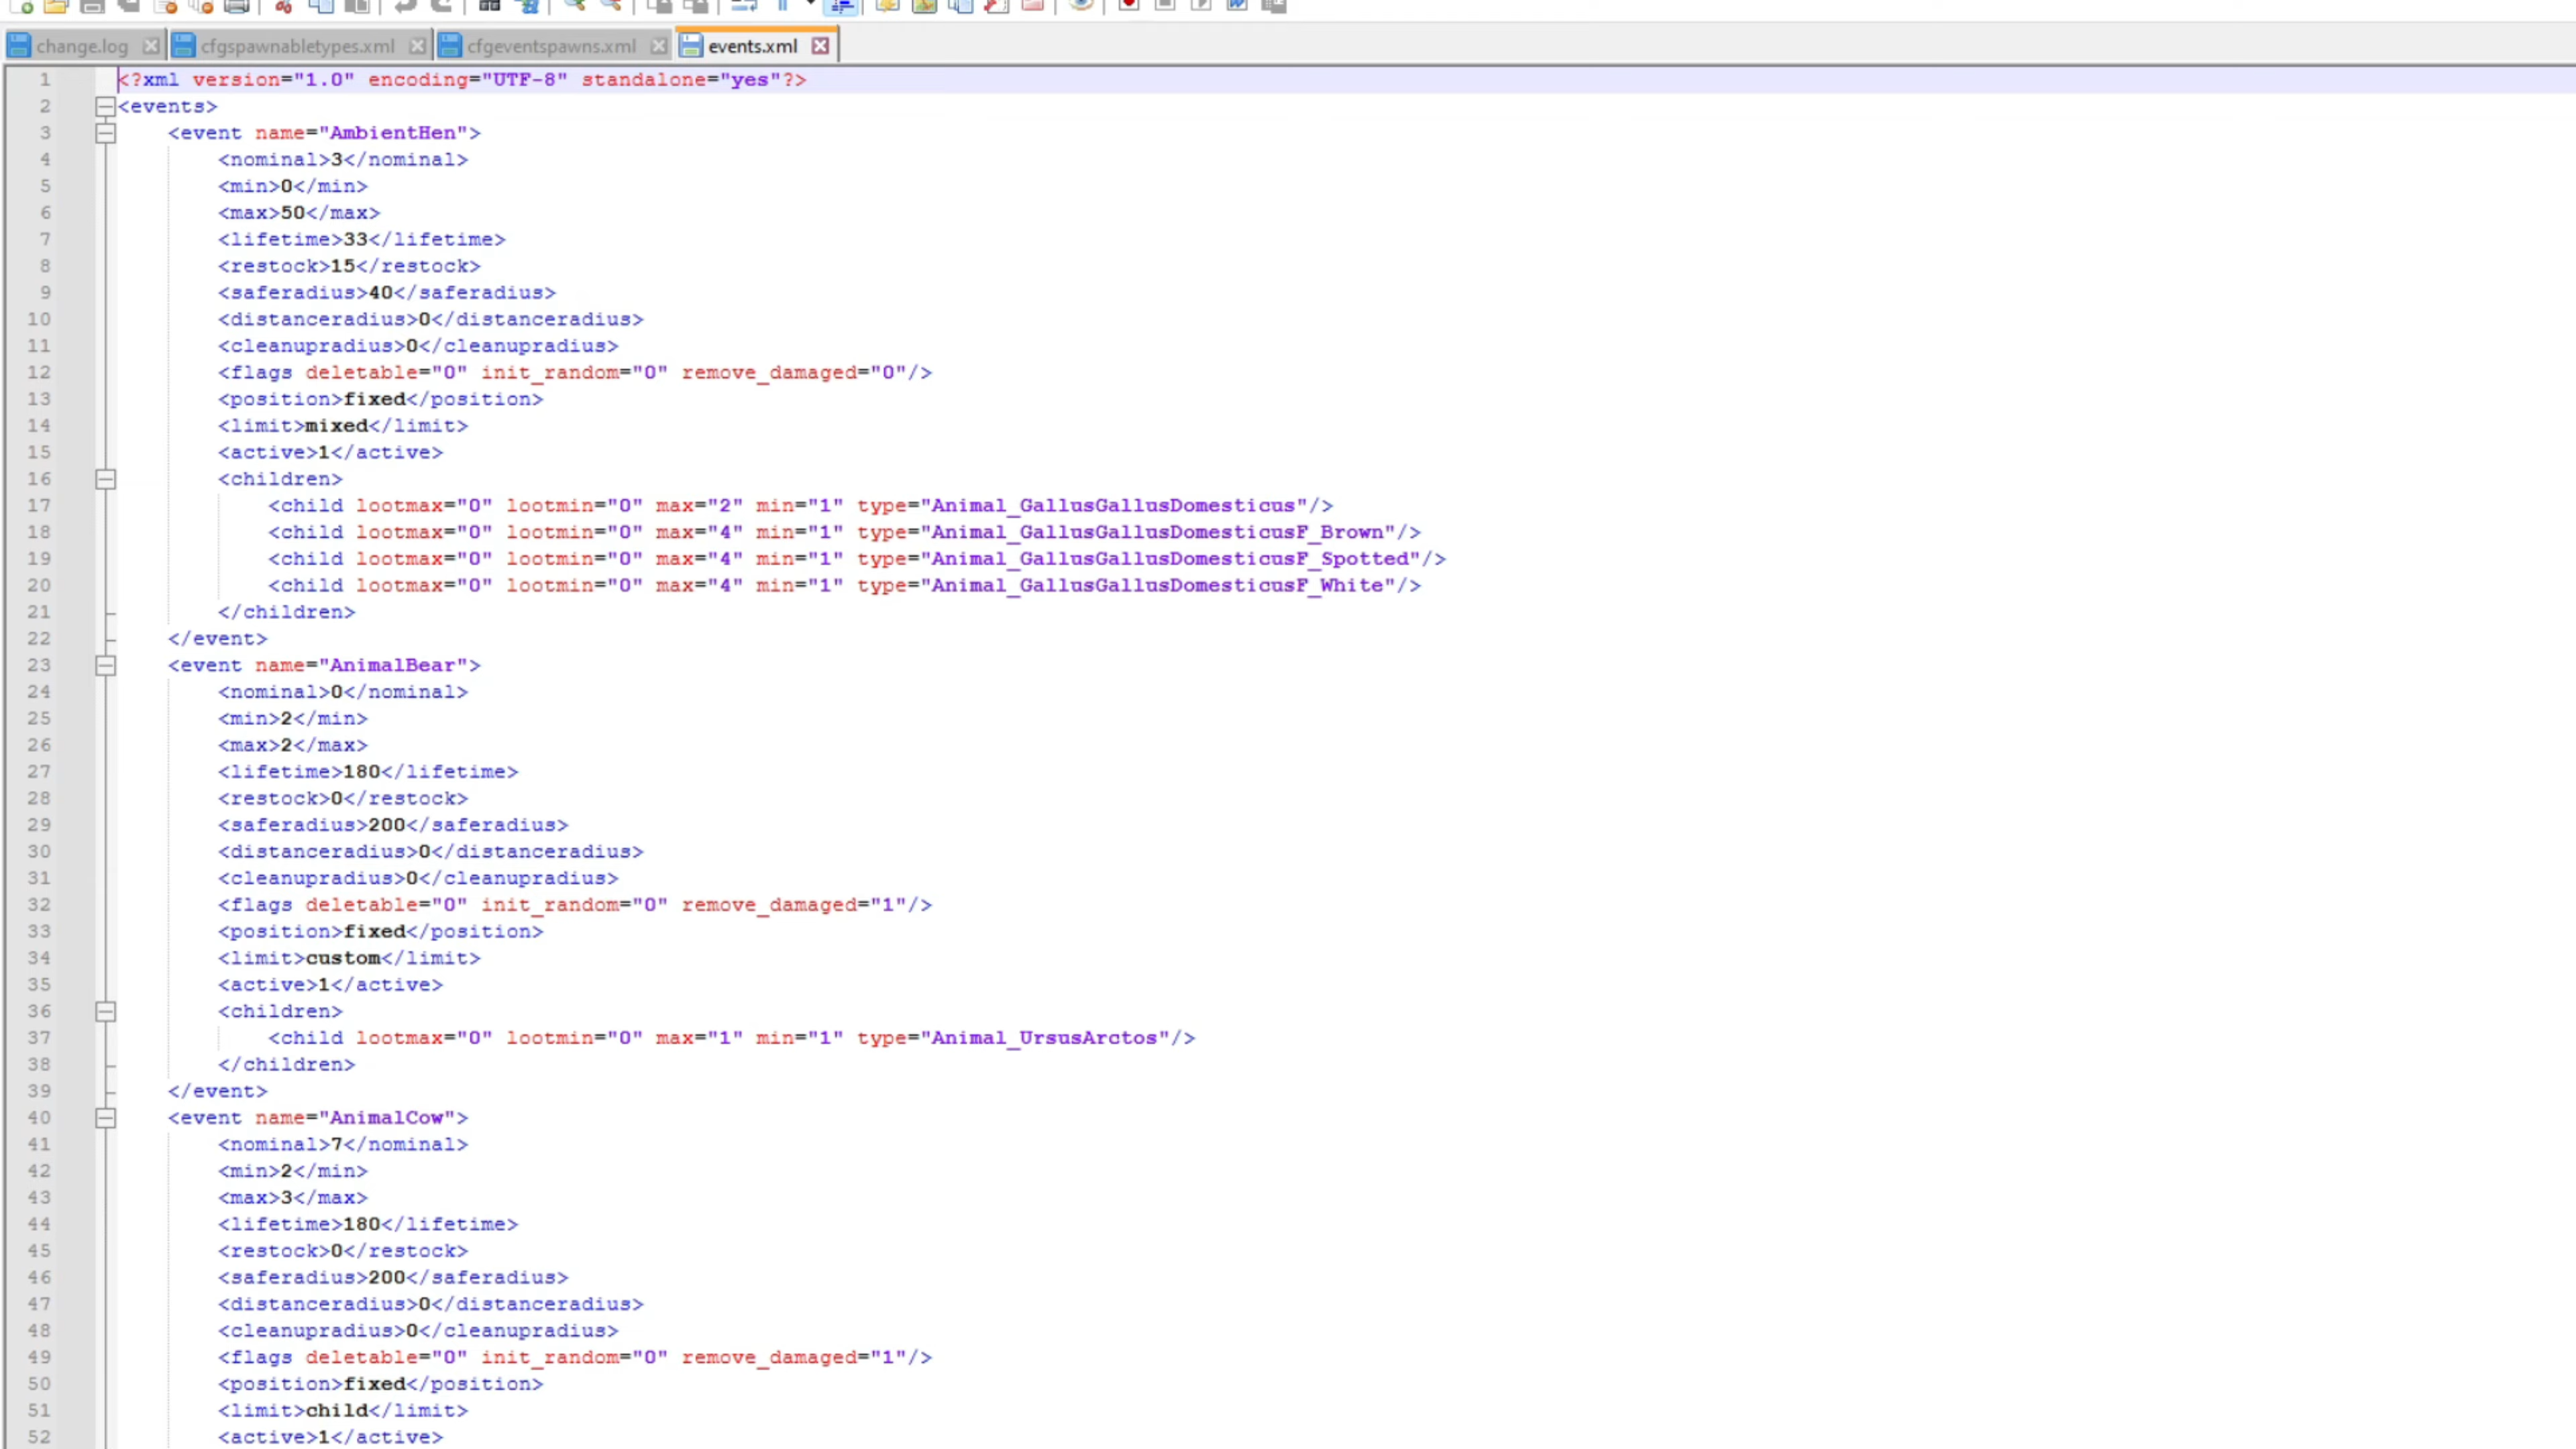 change.log cfgspawnabletypes.xml cfgeventspawns.xml events.xml
1 <?xml version="1.0" encoding="UTF-8" standalone="yes"?>
2 <events>
3 <event name="AmbientHen">
4 <nominal>3</nominal>
5 <min>0</min>
6 <max>50</max>
7 <lifetime>33</lifetime>
8 <restock>15</restock>
9 <saferadius>40</saferadius>
10 <distanceradius>0</distanceradius>
11 <cleanupradius>0</cleanupradius>
12 <flags deletable="0" init_random="0" remove_damaged="0"/>
13 <position>fixed</position>
14 <limit>mixed</limit>
15 <active>1</active>
16 <children>
17 <child lootmax="0" lootmin="0" max="2" min="1" type="Animal_GallusGallusDomesticus"/>
18 <child lootmax="0" lootmin="0" max="4" min="1" type="Animal_GallusGallusDomesticusF_Brown"/>
19 <child lootmax="0" lootmin="0" max="4" min="1" type="Animal_GallusGallusDomesticusF_Spotted"/>
20 <child lootmax="0" lootmin="0" max="4" min="1" type="Animal_GallusGallusDomesticusF_White"/>
21 </children>
22 </event>
23 <event name="AnimalBear">
24 <nominal>0</nominal>
25 <min>2</min>
26 <max>2</max>
27 <lifetime>180</lifetime>
28 <restock>0</restock>
29 <saferadius>200</saferadius>
30 <distanceradius>0</distanceradius>
31 <cleanupradius>0</cleanupradius>
32 <flags deletable="0" init_random="0" remove_damaged="1"/>
33 <position>fixed</position>
34 <limit>custom</limit>
35 <active>1</active>
36 <children>
37 <child lootmax="0" lootmin="0" max="1" min="1" type="Animal_UrsusArctos"/>
38 </children>
39 </event>
40 <event name="AnimalCow">
41 <nominal>7</nominal>
42 <min>2</min>
43 <max>3</max>
44 <lifetime>180</lifetime>
45 <restock>0</restock>
46 <saferadius>200</saferadius>
47 <distanceradius>0</distanceradius>
48 <cleanupradius>0</cleanupradius>
49 <flags deletable="0" init_random="0" remove_damaged="1"/>
50 <position>fixed</position>
51 <limit>child</limit>
52 <active>1</active>